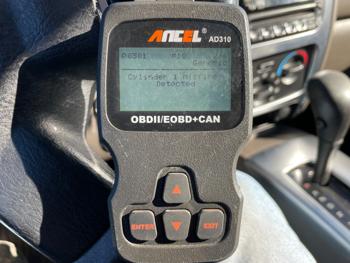 ANCEL
AD310
P0301
Generic
Cylinder 1 Misfire
Detected
OBDII/EOBD+CAN
ENTER
EXIT